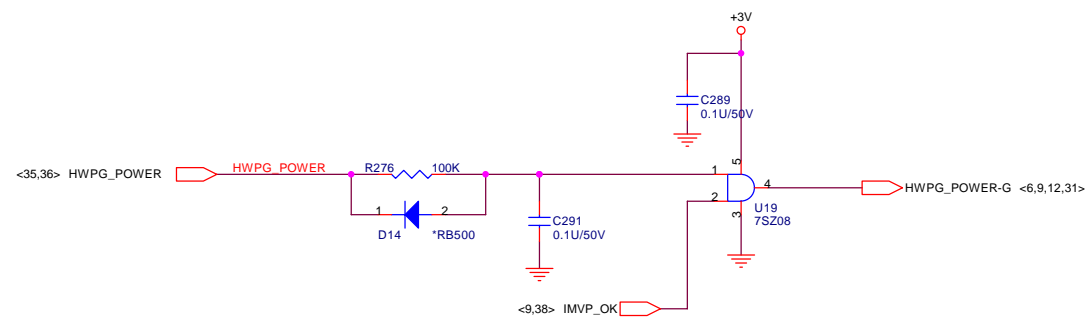 +3V
C289
0.1U/50V
<35,36> HWPG_POWER
HWPG_POWER
R276
100K
1
5
4
HWPG_POWER-G <6,9,12,31>
1
2
2
3
U19
7SZ08
D14
*RB500
C291
0.1U/50V
<9,38> IMVP_OK